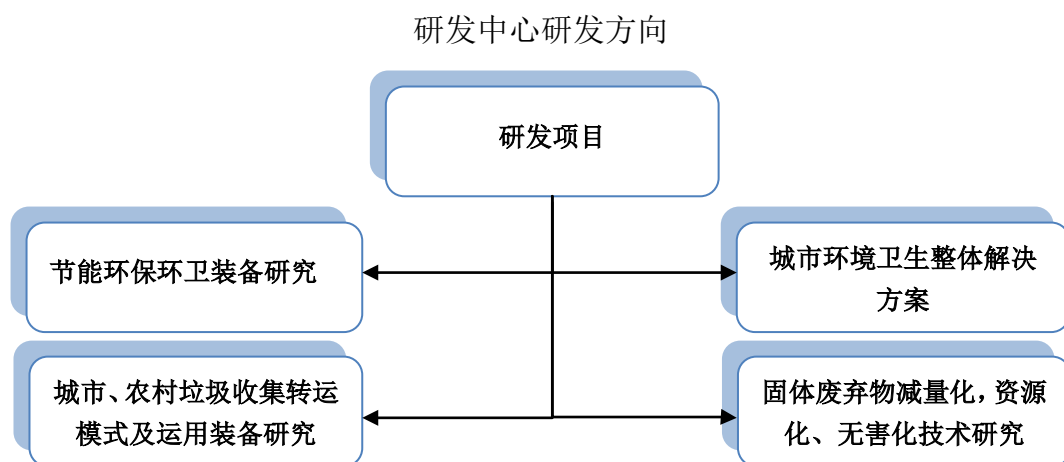 研发中心研发方向
研发项目
节能环保环卫装备研究
城市环境卫生整体解决
方案
城市、农村垃圾收集转运
模式及运用装备研究
固体废弃物减量化，资源
化、无害化技术研究